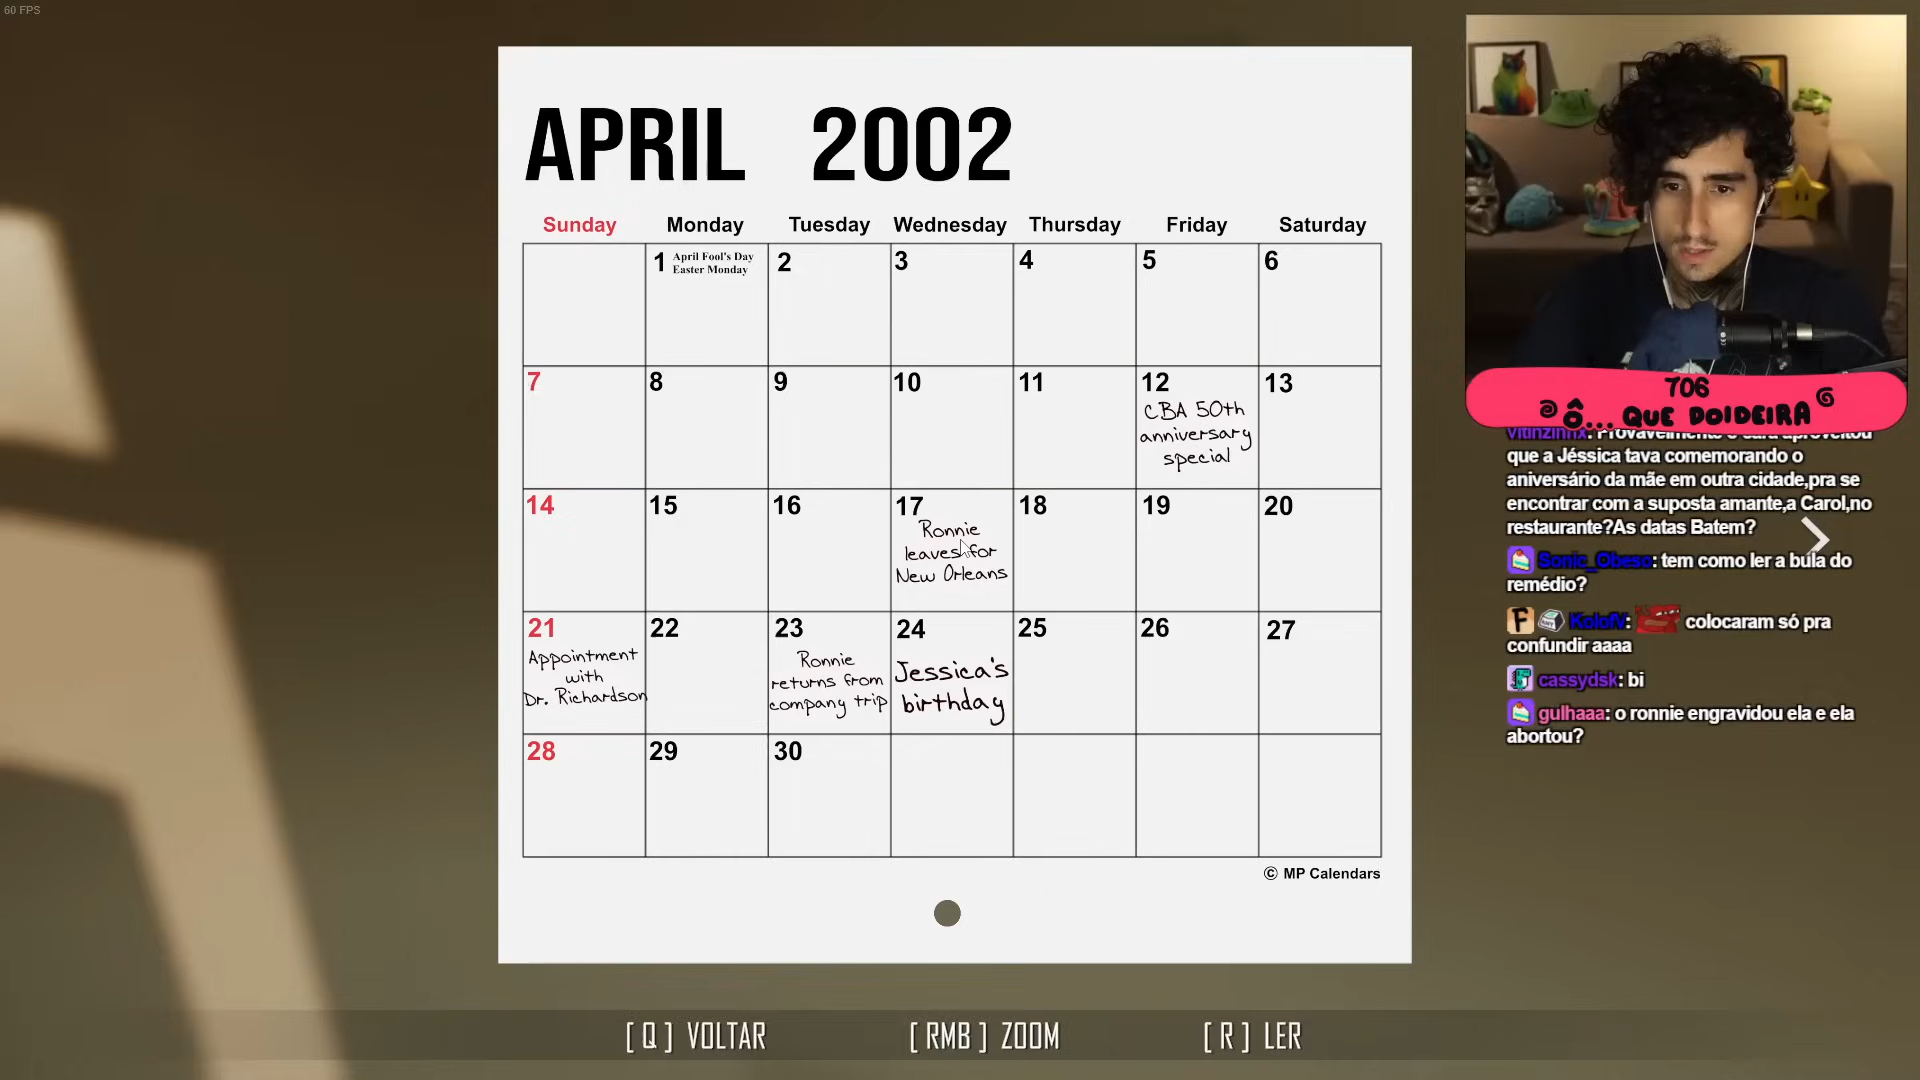 60 FPS
APRIL 2002
Sunday Monday Tuesday Wednesday Thursday Friday Saturday
1 April Fool's Day
Easter Monday
2 3 4 5 6
7 8 9 10 11 12 13
CBA 50th
anniversary
special
14 15 16 17 18 19 20
Ronnie
leaves for
New Orleans
21 22 23 24 25 26 27
Appointment
with
Dr. Richardson
Ronnie
returns from
company trip
Jessica's
birthday
28 29 30
© MP Calendars
[ Q ] VOLTAR [ RMB ] ZOOM [ R ] LER
706
Ô... QUE DOIDEIRA
que a Jéssica tava comemorando o
aniversário da mãe em outra cidade,pra se
encontrar com a suposta amante,a Carol,no
restaurante?As datas Batem?
Sonic_Obeso: tem como ler a bula do
remédio?
KolofV: colocaram só pra
confundir aaaa
cassydsk: bi
gulhaaa: o ronnie engravidou ela e ela
abortou?